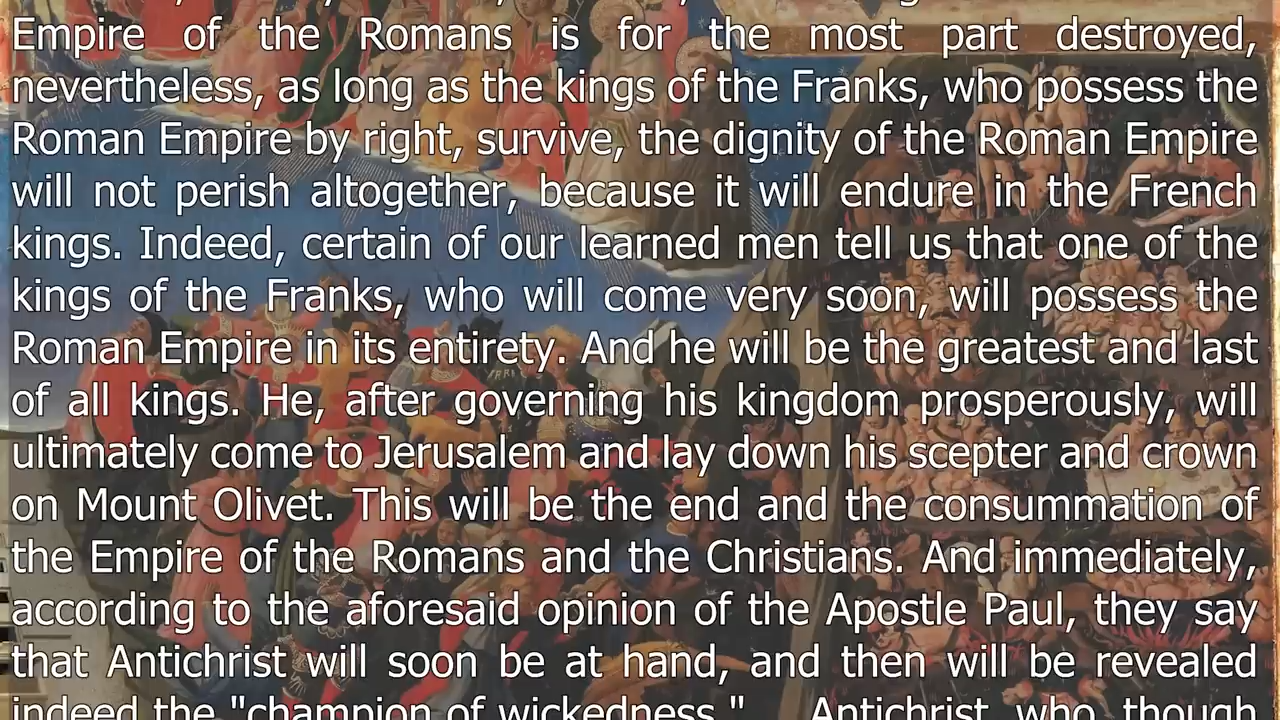 Empire of the Romans is for the most part destroyed,
nevertheless, as long as the kings of the Franks, who possess the
Roman Empire by right, survive, the dignity of the Roman Empire
will not perish altogether, because it will endure in the French
kings. Indeed, certain of our learned men tell us that one of the
kings of the Franks, who will come very soon, will possess the
Roman Empire in its entirety. And he will be the greatest and last
of all kings. He, after governing his kingdom prosperously, will
ultimately come to Jerusalem and lay down his scepter and crown
on Mount Olivet. This will be the end and the consummation of
the Empire of the Romans and the Christians. And immediately,
according to the aforesaid opinion of the Apostle Paul, they say
that Antichrist will soon be at hand, and then will be revealed
indeed the "champion of wickedness." Antichrist who though